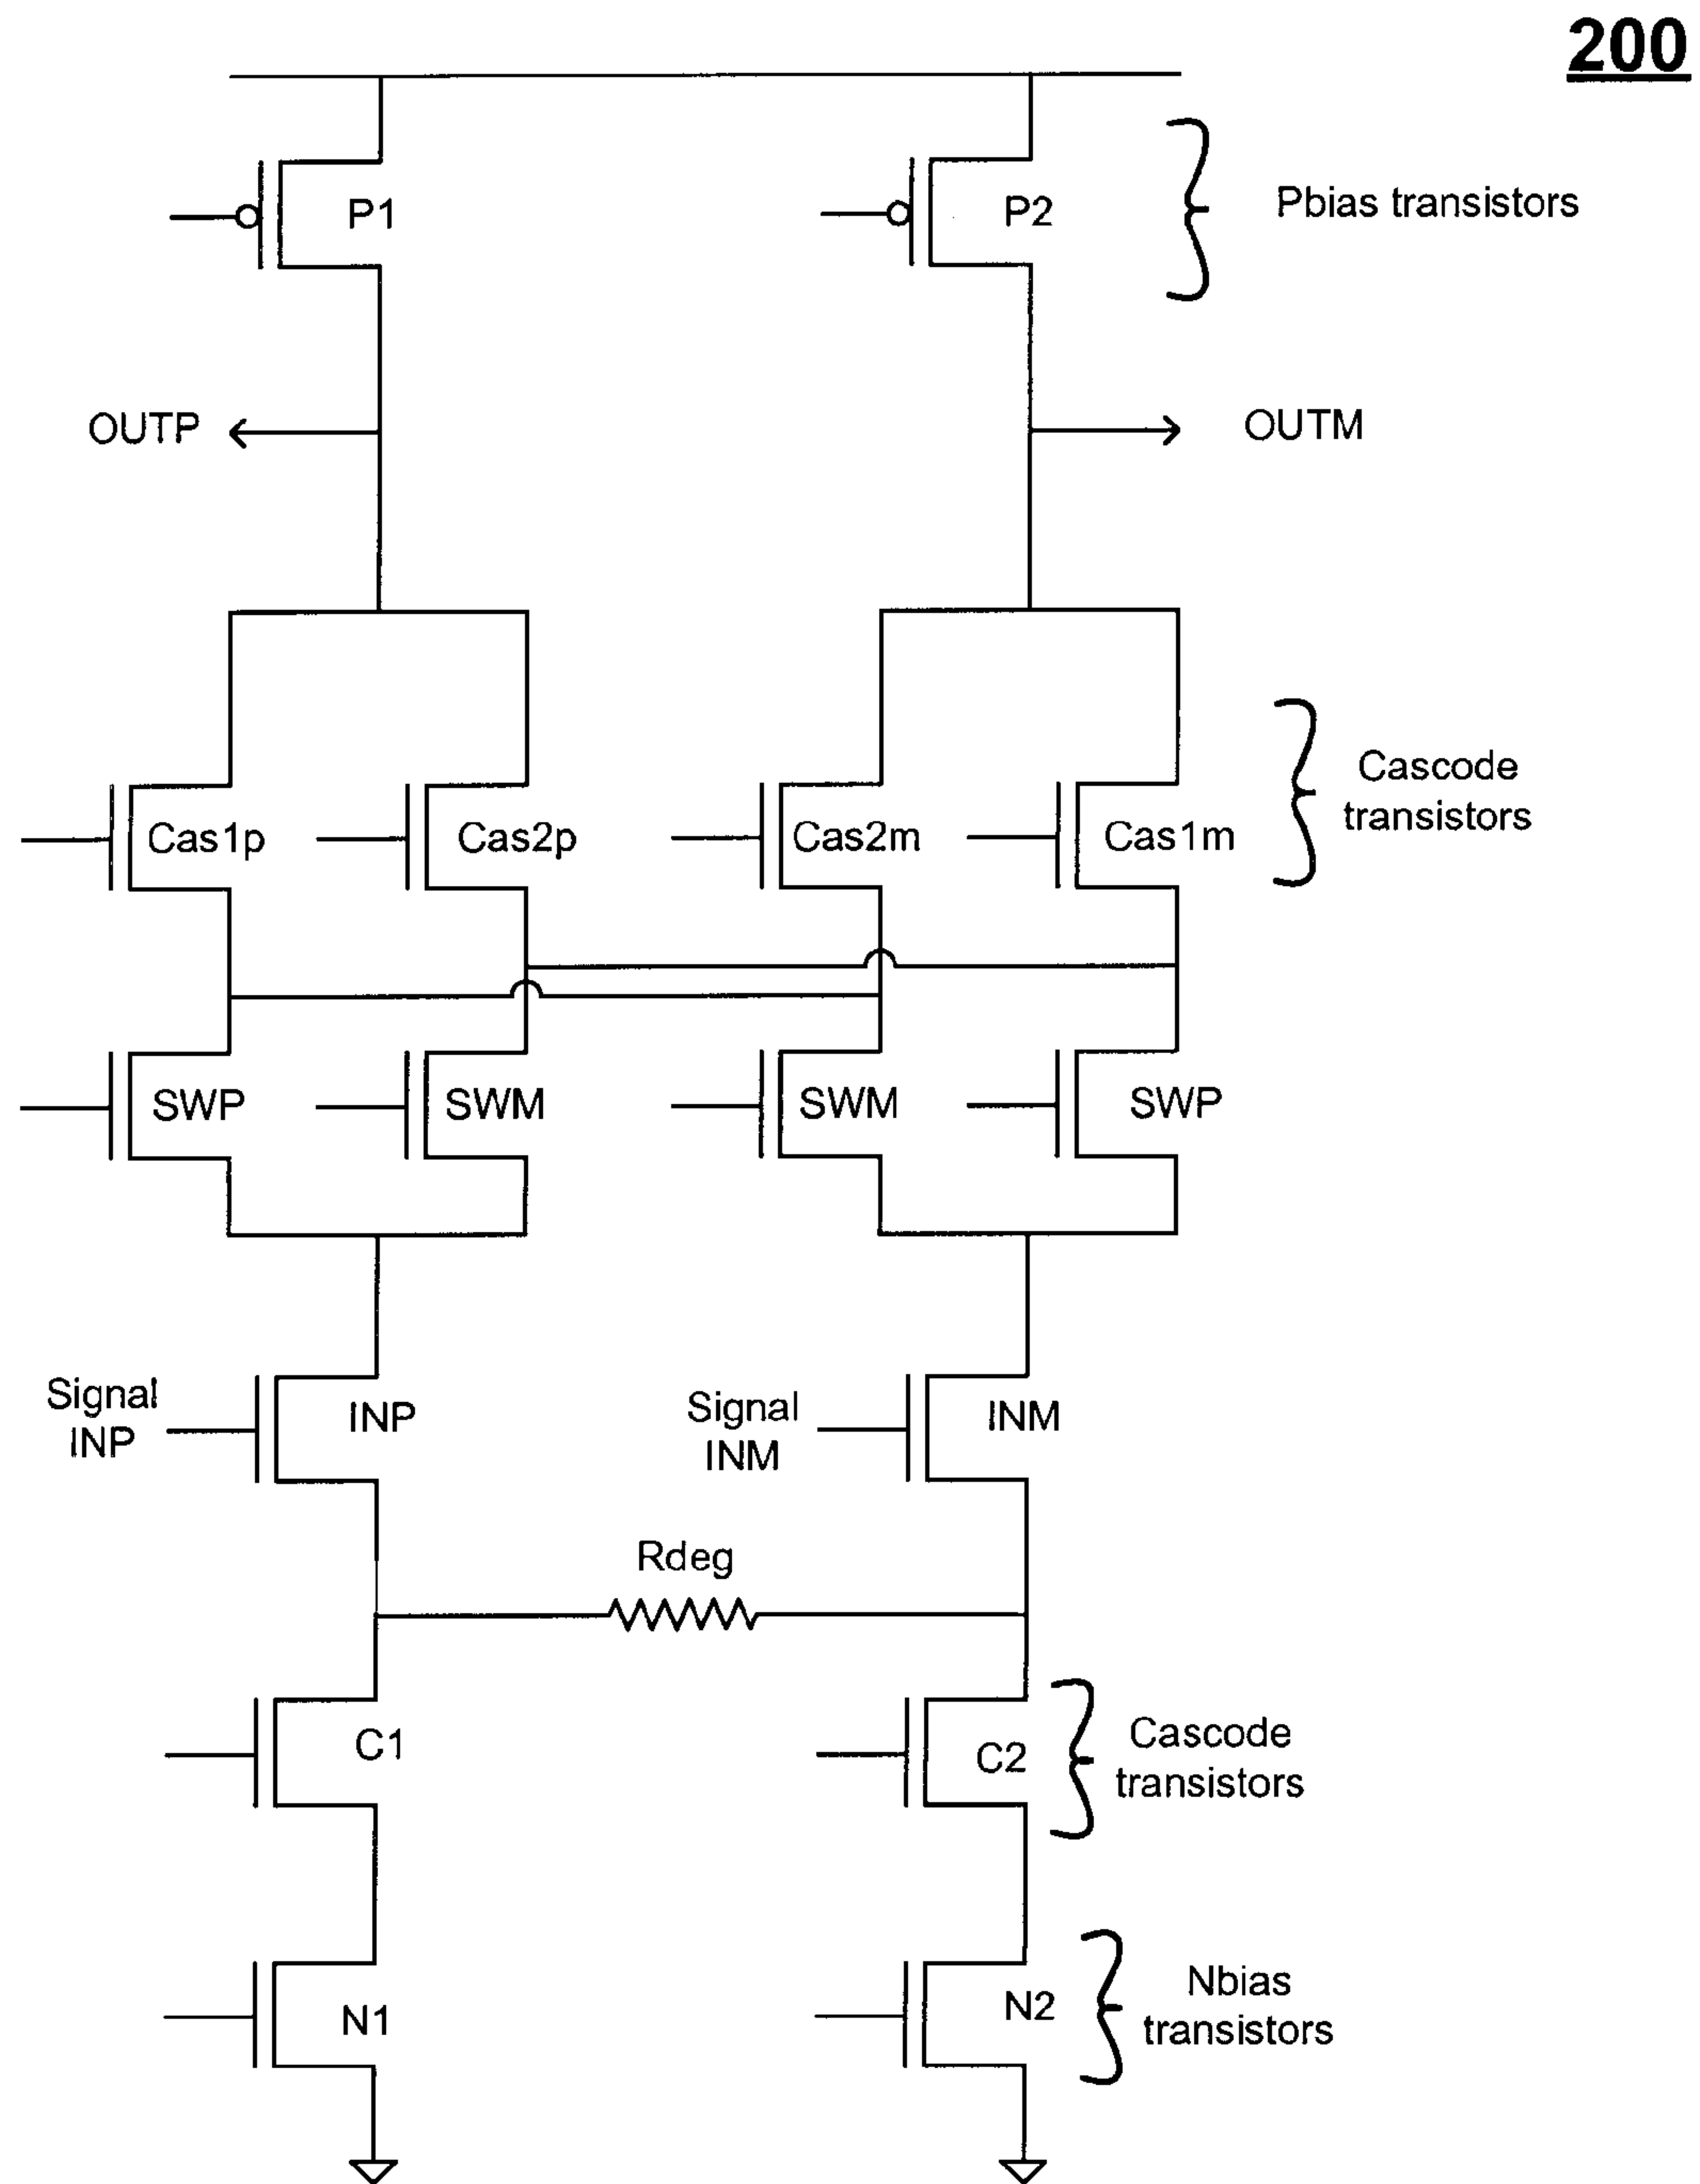 200
P1
P2
Pbias transistors
OUTP
OUTM
Cascode
transistors
Cas1p
Cas2p
Cas2m
Cas1m
SWP
SWM
SWM
SWP
Signal
INP
INP
Signal
INM
INM
Rdeg
C1
C2
Cascode
transistors
N1
N2
Nbias
transistors